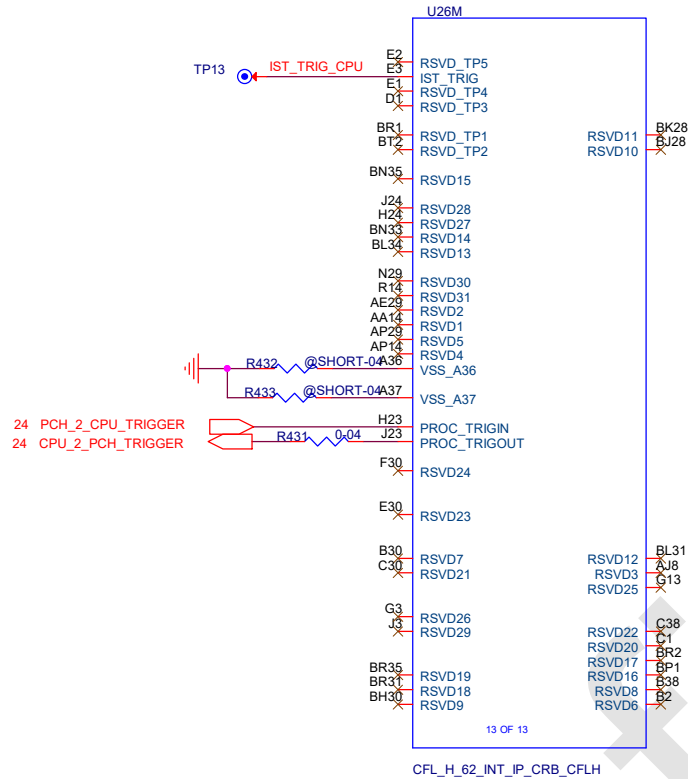 U26M
TP13 IST_TRIG_CPU
E2 RSVD_TP5
E3 IST_TRIG
E1 RSVD_TP4
D1 RSVD_TP3
BR1 RSVD_TP1 RSVD11 BK28
BT2 RSVD_TP2 RSVD10 BJ28
BN35 RSVD15
J24 RSVD28
H24 RSVD27
BN33 RSVD14
BL34 RSVD13
N29 RSVD30
R14 RSVD31
AE29 RSVD2
AA14 RSVD1
AP29 RSVD5
AP14 RSVD4
R432 @SHORT-04 A36 VSS_A36
R433 @SHORT-04 A37 VSS_A37
24 PCH_2_CPU_TRIGGER H23 PROC_TRIGIN
24 CPU_2_PCH_TRIGGER R431 0-04 J23 PROC_TRIGOUT
F30 RSVD24
E30 RSVD23
B30 RSVD7 RSVD12 BL31
C30 RSVD21 RSVD3 AJ8
RSVD25 G13
G3 RSVD26
J3 RSVD29 RSVD22 C38
RSVD20 C1
RSVD17 BR2
BR35 RSVD19 RSVD16 BP1
BR31 RSVD18 RSVD8 B38
BH30 RSVD9 RSVD6 B2
13 OF 13
CFL_H_62_INT_IP_CRB_CFLH